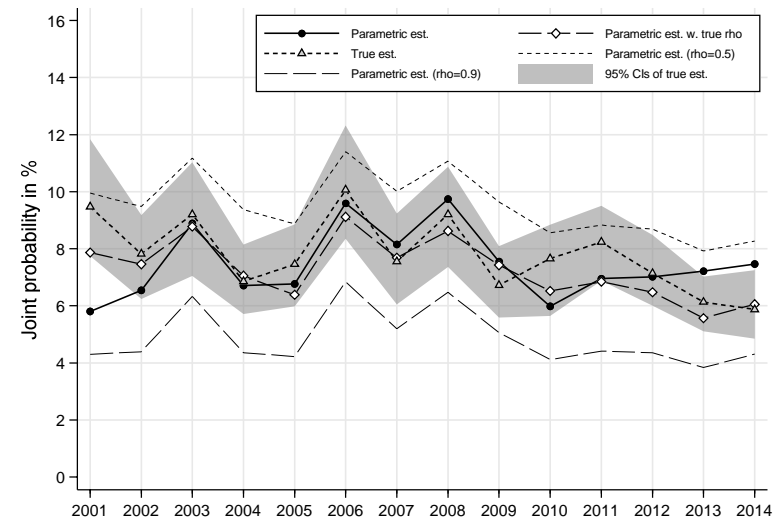 16
14
12
10
8
6
4
2
0
Joint probability in %
Parametric est.
Parametric est. w. true rho
True est.
Parametric est. (rho=0.5)
Parametric est. (rho=0.9)
95% CIs of true est.
2001 2002 2003 2004 2005 2006 2007 2008 2009 2010 2011 2012 2013 2014